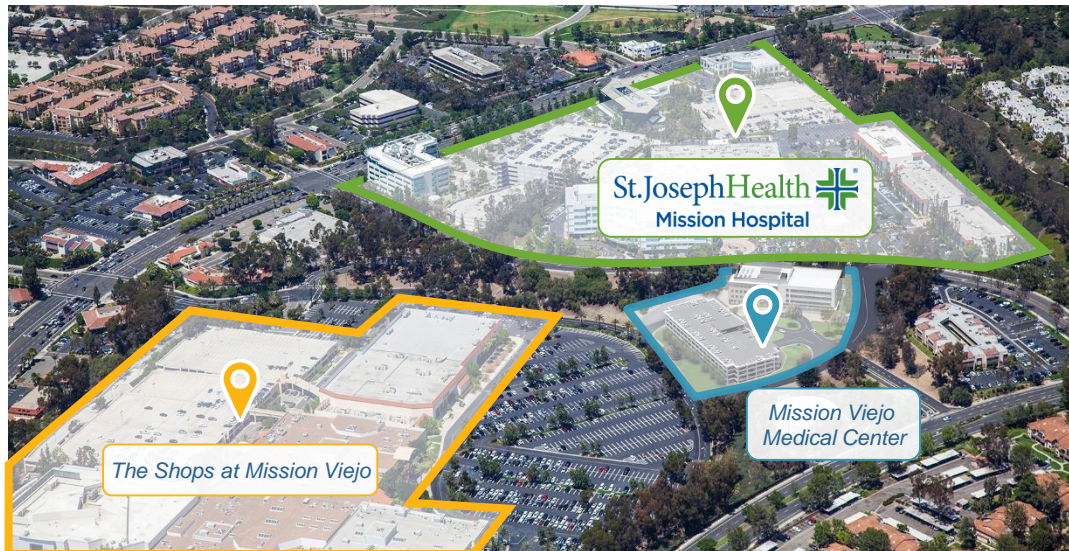 St.JosephHealth ®
Mission Hospital
Mission Viejo
Medical Center
The Shops at Mission Viejo